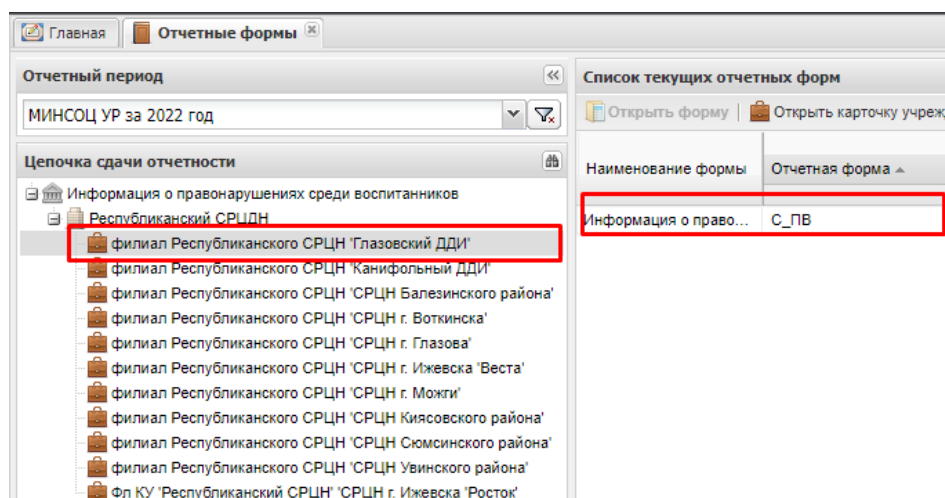 Главная
Отчетные формы
Отчетный период
МИНСОЦ УР за 2022 год
Цепочка сдачи отчетности
Информация о правонарушениях среди воспитанников
Республиканский СРЦДН
филиал Республиканского СРЦН 'Глазовский ДДИ'
филиал Республиканского СРЦН 'Канифольный ДДИ'
филиал Республиканского СРЦН 'СРЦН Балезинского района'
филиал Республиканского СРЦН 'СРЦН г. Воткинска'
филиал Республиканского СРЦН 'СРЦН г. Глазова'
филиал Республиканского СРЦН 'СРЦН г. Ижевска 'Веста'
филиал Республиканского СРЦН 'СРЦН г. Можги'
филиал Республиканского СРЦН 'СРЦН Киясовского района'
филиал Республиканского СРЦН 'СРЦН Сюмсинского района'
филиал Республиканского СРЦН 'СРЦН Увинского района'
Фл КУ 'Республиканский СРЦН' 'СРЦН г. Ижевска 'Росток'
Список текущих отчетных форм
Открыть форму Открыть карточку учреж
Наименование формы Отчетная форма
Информация о право... С_ПВ